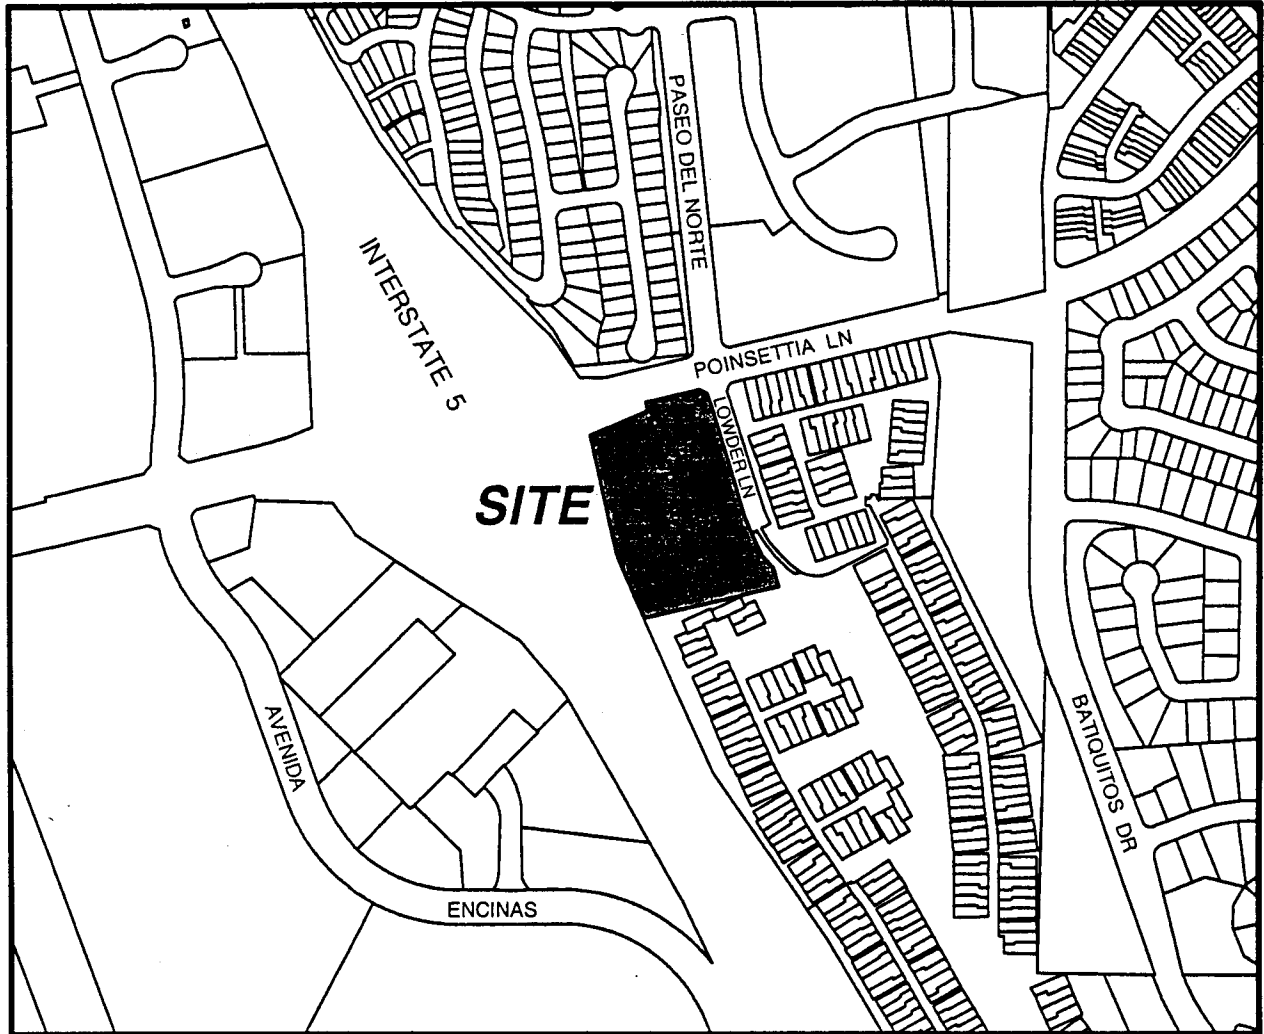 PASEO DEL NORTE
INTERSTATE 5
POINSETTIA LN
LOWDER LN
SITE
AVENIDA
BATIQUITOS DR
ENCINAS